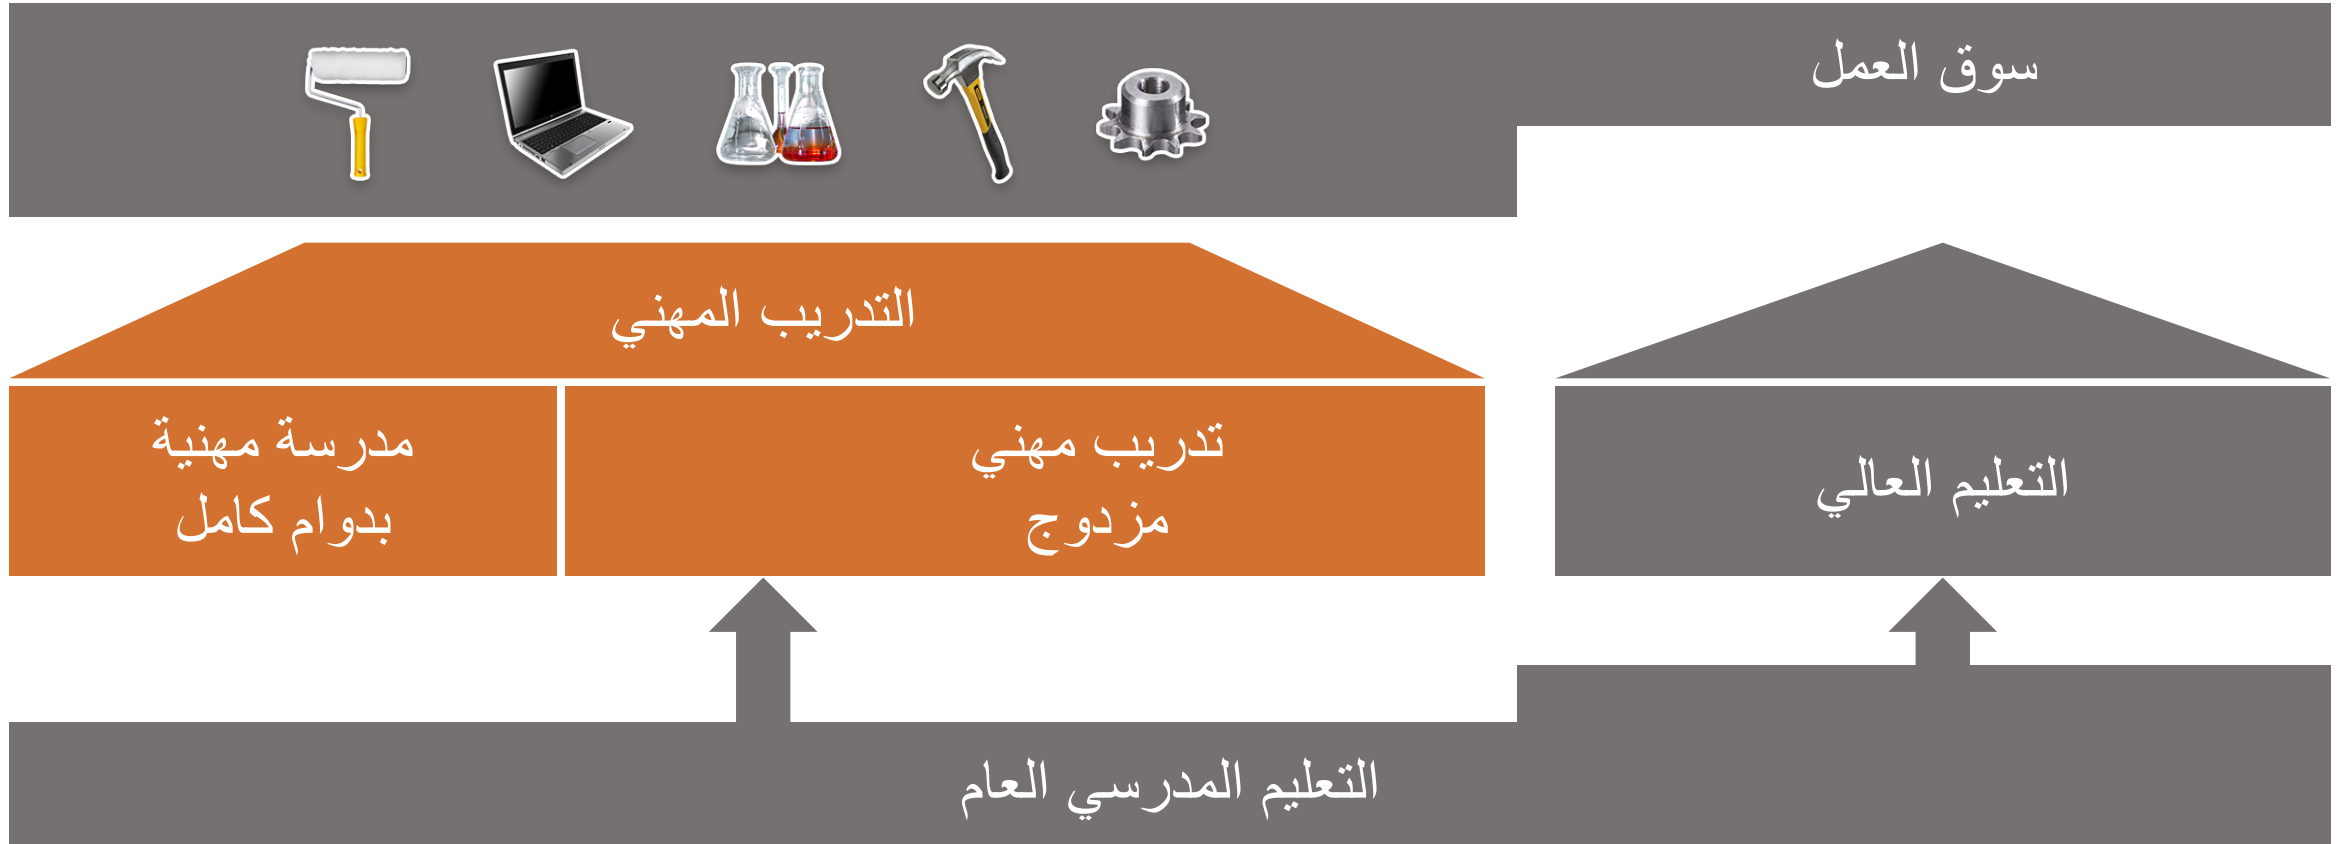 سوق العمل
التدريب المهني
التعليم العالي
تدريب مهني
مزدوج
مدرسة مهنية
بدوام كامل
التعليم المدرسي العام